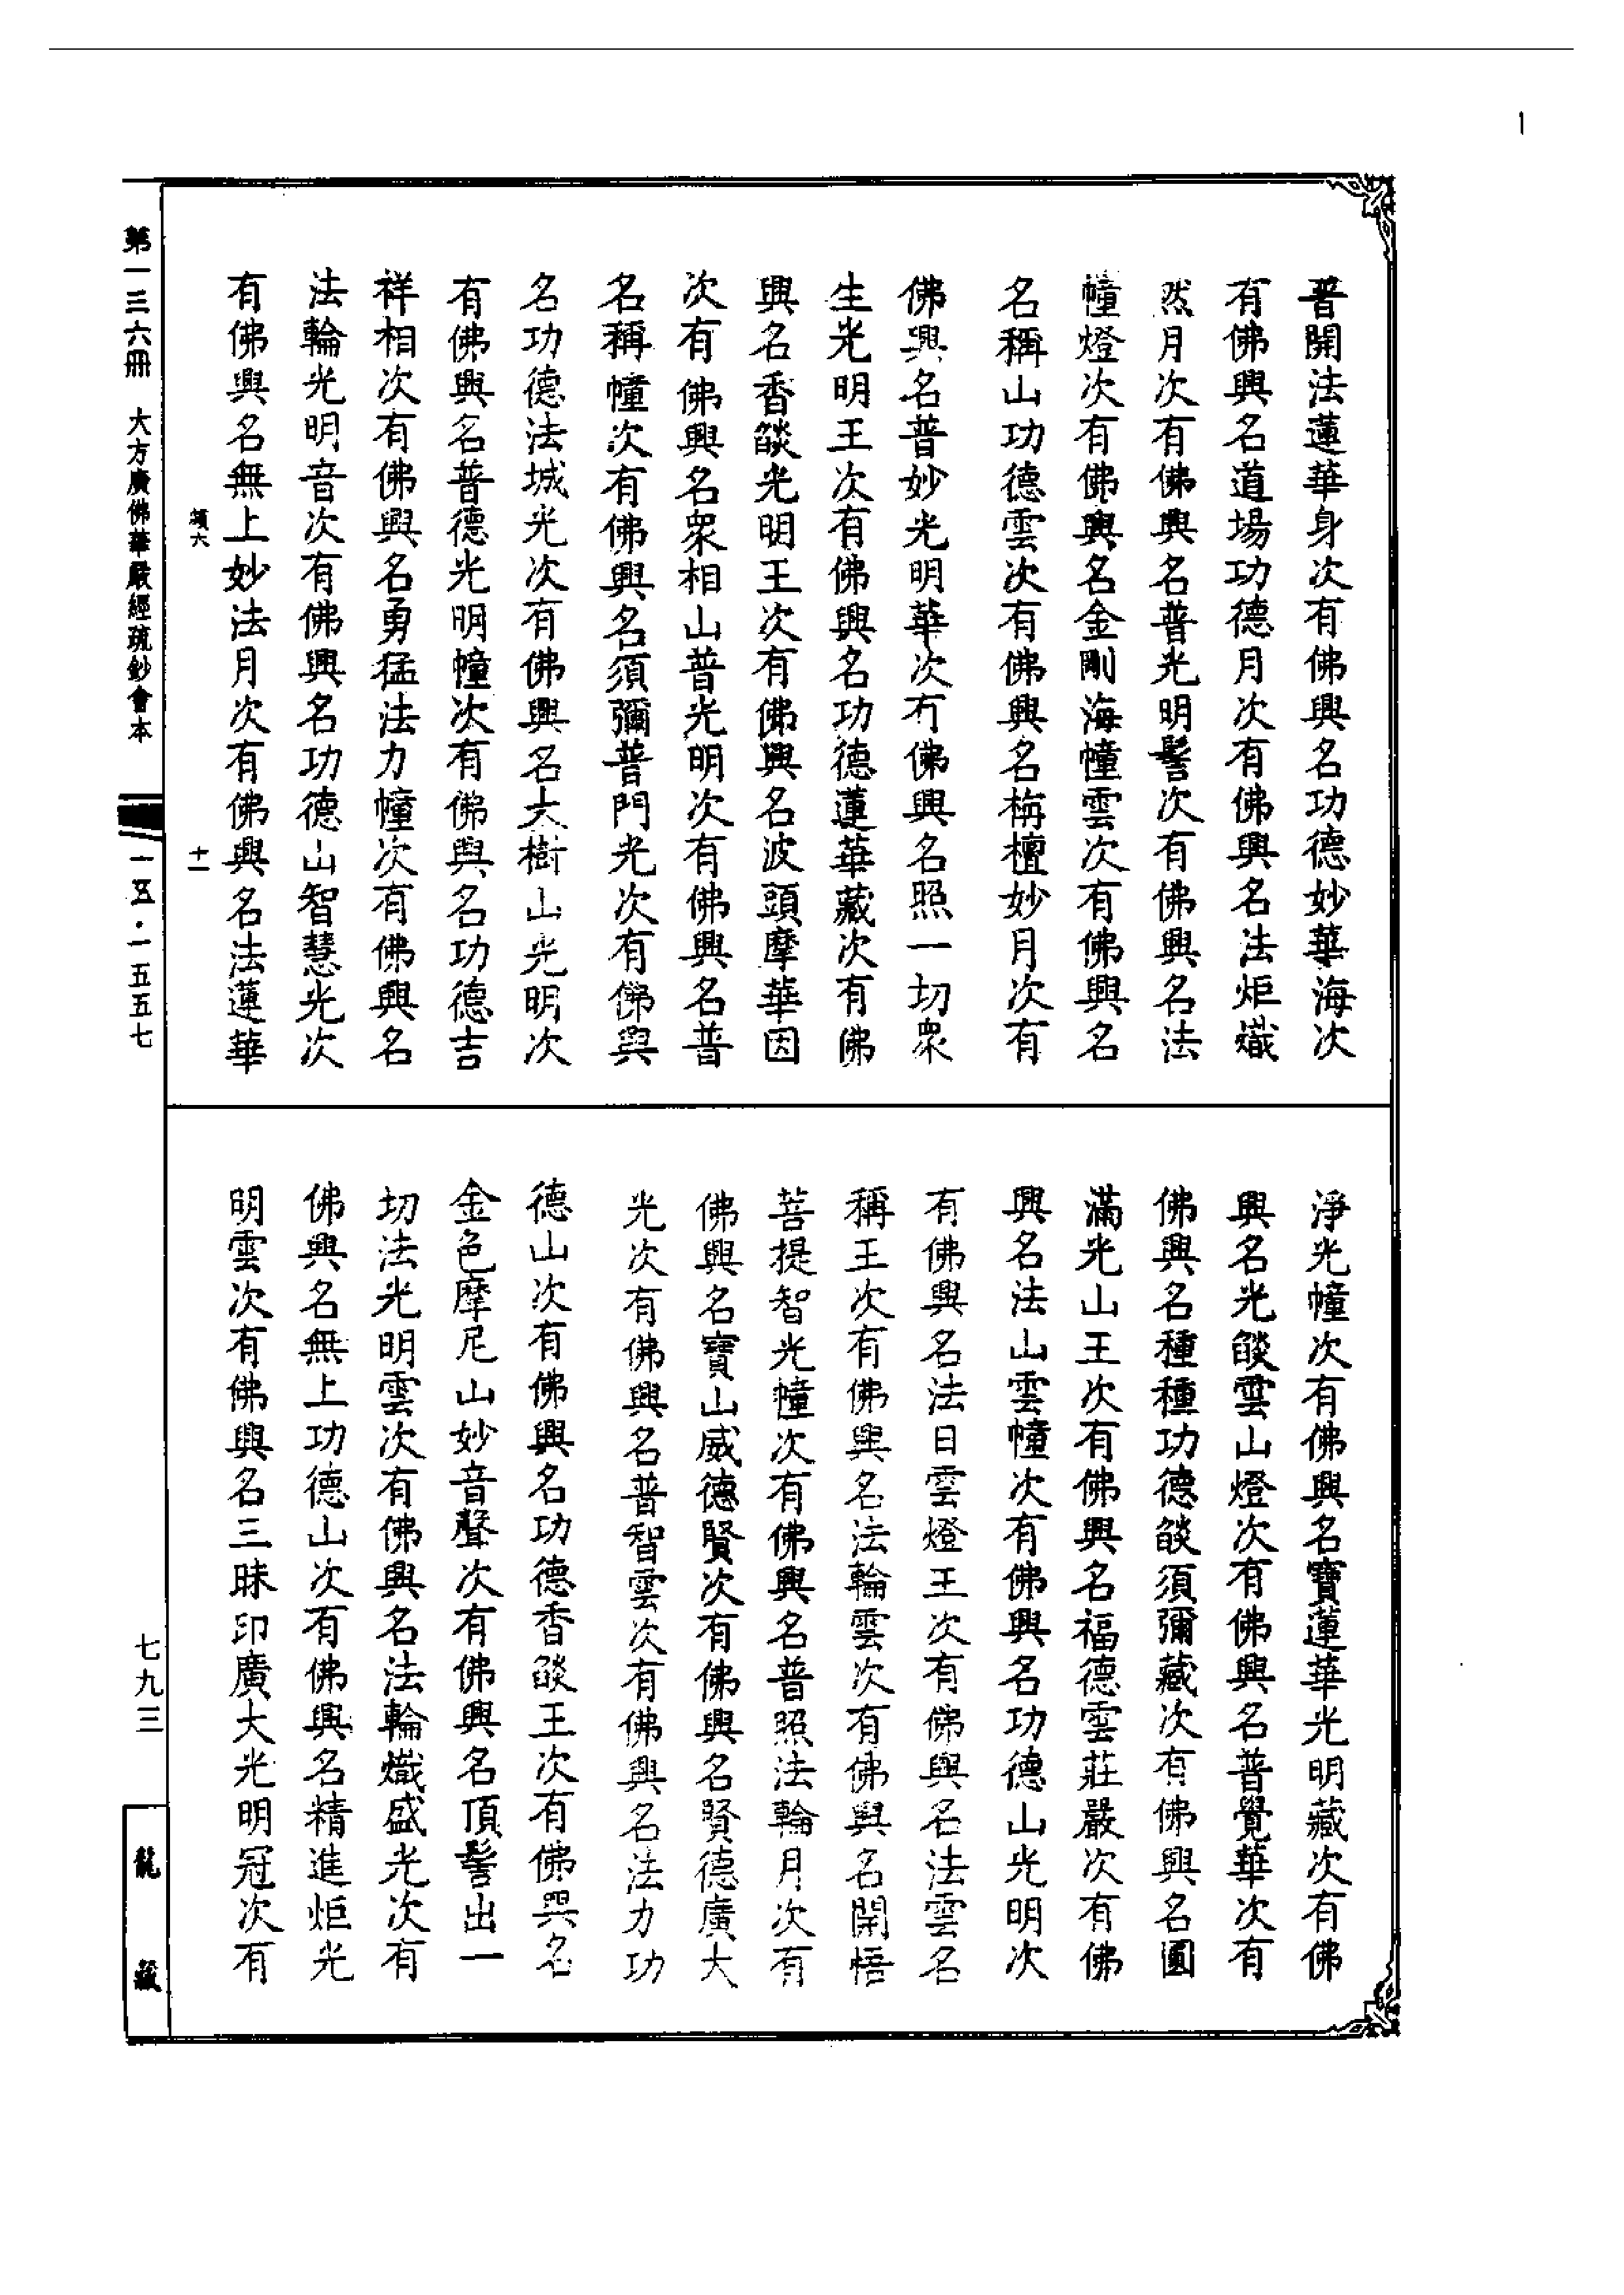 1
普開法蓮華身次有佛興名功德妙華海次
有佛興名道場功德月次有佛興名法炬熾
然月次有佛興名普光明髻次有佛興名法
幢燈次有佛興名金剛海幢雲次有佛興名
名稱山功德雲次有佛興名栴檀妙月次有
佛興名普妙光明華次有佛興名照一切衆
生光明王次有佛興名功德蓮華藏次有佛
興名香燄光明王次有佛興名波頭摩華因
次有佛興名衆相山普光明次有佛興名普
名稱幢次有佛興名須彌普門光次有佛興
名功德法城光次有佛興名大樹山光明次
有佛興名普德光明幢次有佛興名功德吉
祥相次有佛興名勇猛法力幢次有佛興名
法輪光明音次有佛興名功德山智慧光次
有佛興名無上妙法月次有佛興名法蓮華
淨光幢次有佛興名寶蓮華光明藏次有佛
興名光燄雲山燈次有佛興名普覺華次有
佛興名種種功德燄須彌藏次有佛興名圓
滿光山王次有佛興名福德雲莊嚴次有佛
興名法山雲幢次有佛興名功德山光明次
有佛興名法日雲燈王次有佛興名法雲名
稱王次有佛興名法輪雲次有佛興名開悟
菩提智光幢次有佛興名普照法輪月次有
佛興名寶山威德賢次有佛興名賢德廣大
光次有佛興名普智雲次有佛興名法力功
德山次有佛興名功德香燄王次有佛興名
金色摩尼山妙音聲次有佛興名頂髻出一
切法光明雲次有佛興名法輪熾盛光次有
佛興名無上功德山次有佛興名精進炬光
明雲次有佛興名三昧印廣大光明冠次有
十一
第一三六冊 大方廣佛華嚴經疏鈔會本 一五·一五五七
七九三
龍藏